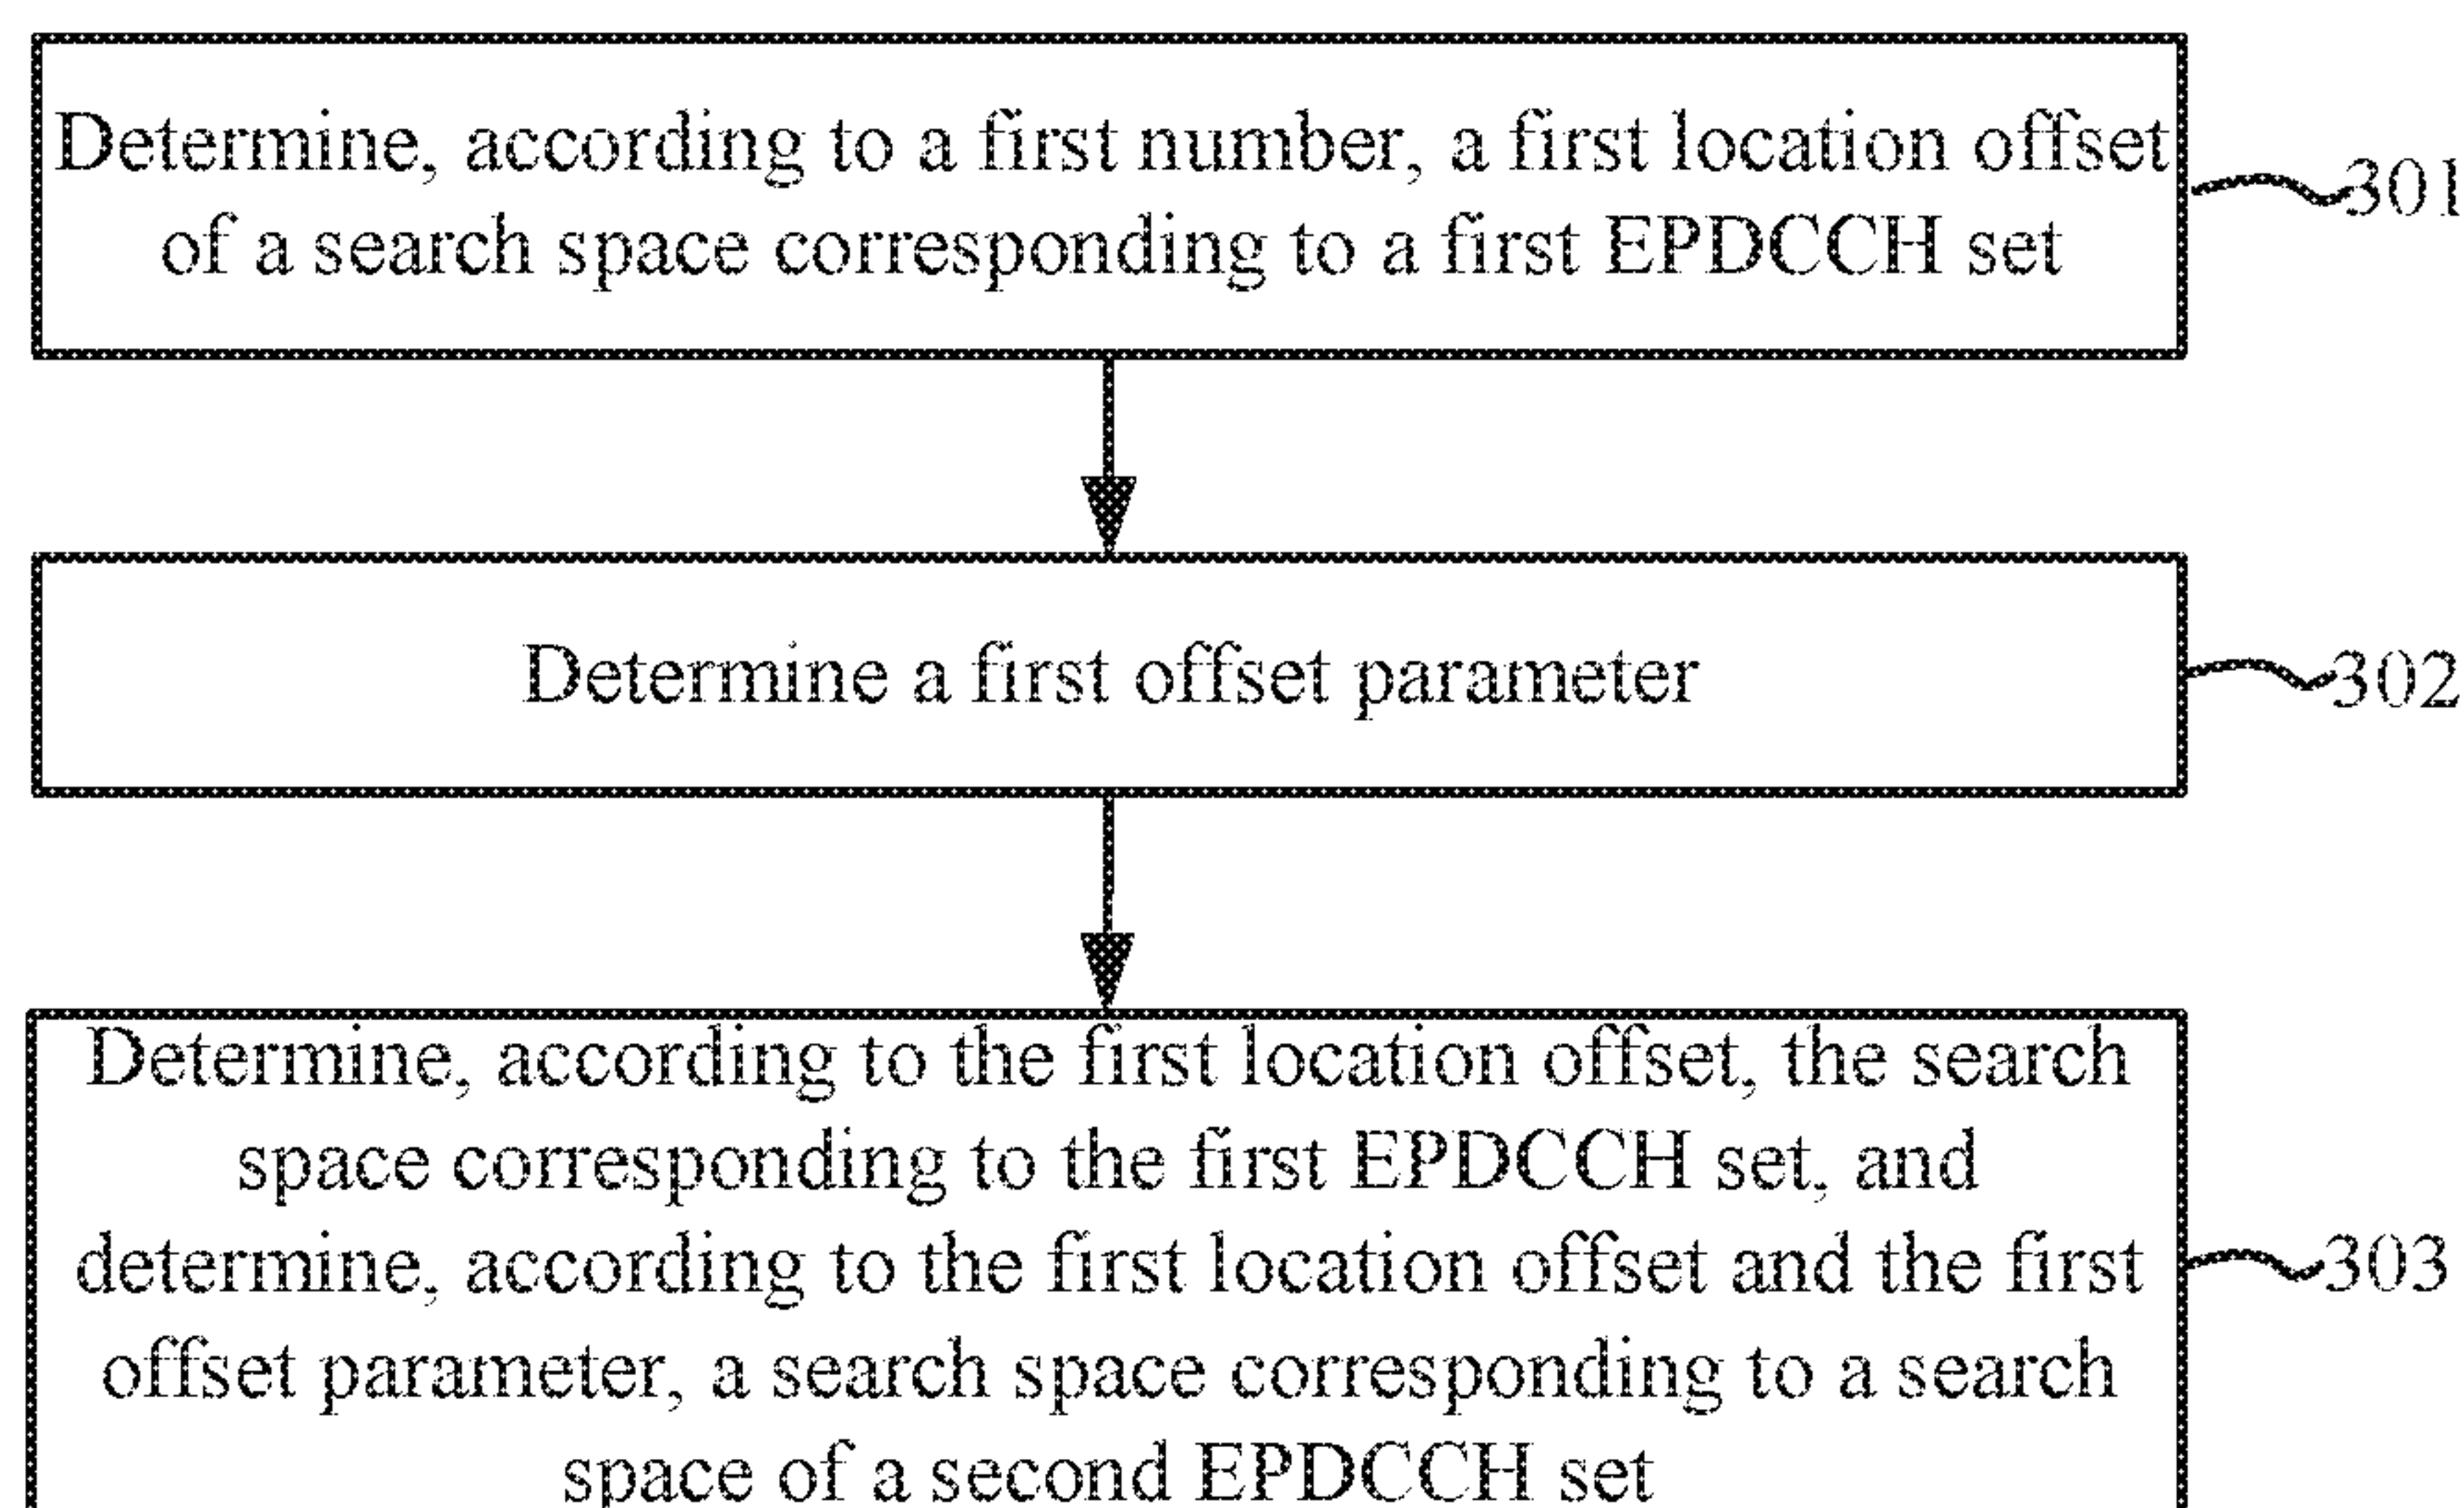 Determine, according to a first number, a first location offset
of a search space corresponding to a first EPDCCH set
301
Determine a first offset parameter
302
Determine, according to the first location offset, the search
space corresponding to the first EPDCCH set, and
determine, according to the first location offset and the first
offset parameter, a search space corresponding to a search
space of a second EPDCCH set
303